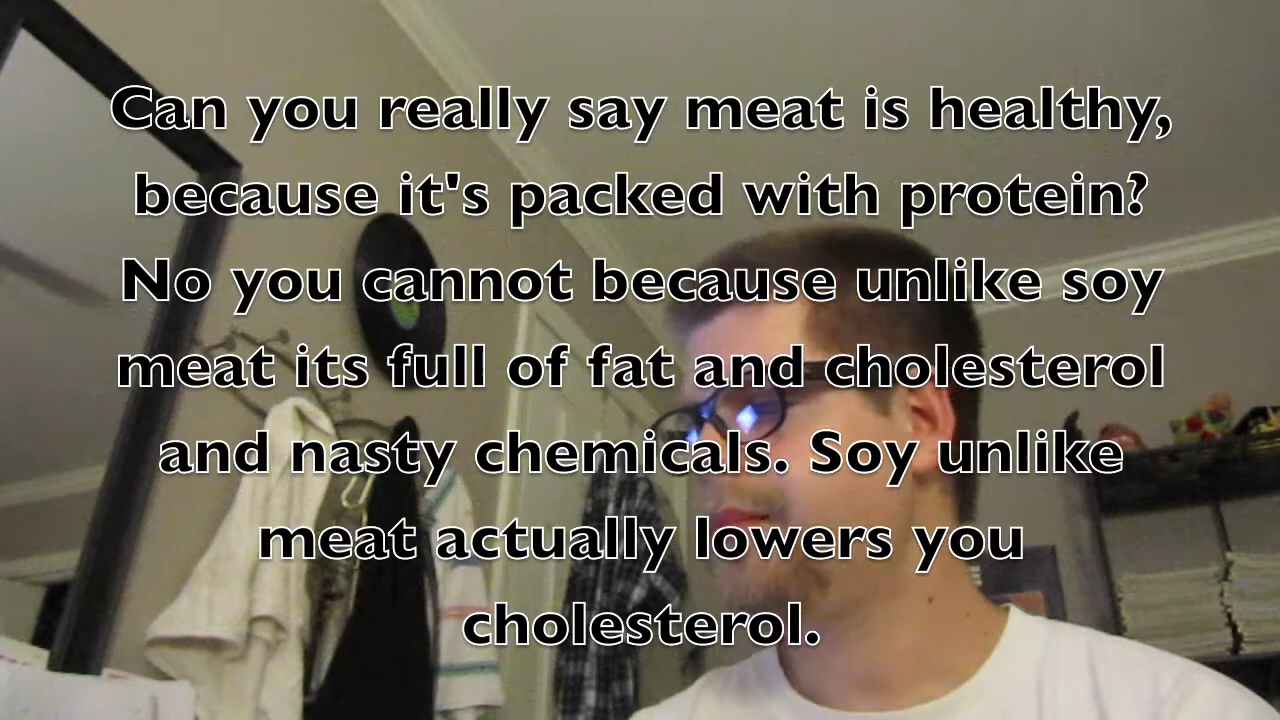 Can you really say meat is healthy,
because it's packed with protein?
No you cannot because unlike soy
meat its full of fat and cholesterol
and nasty chemicals. Soy unlike
meat actually lowers you
cholesterol.